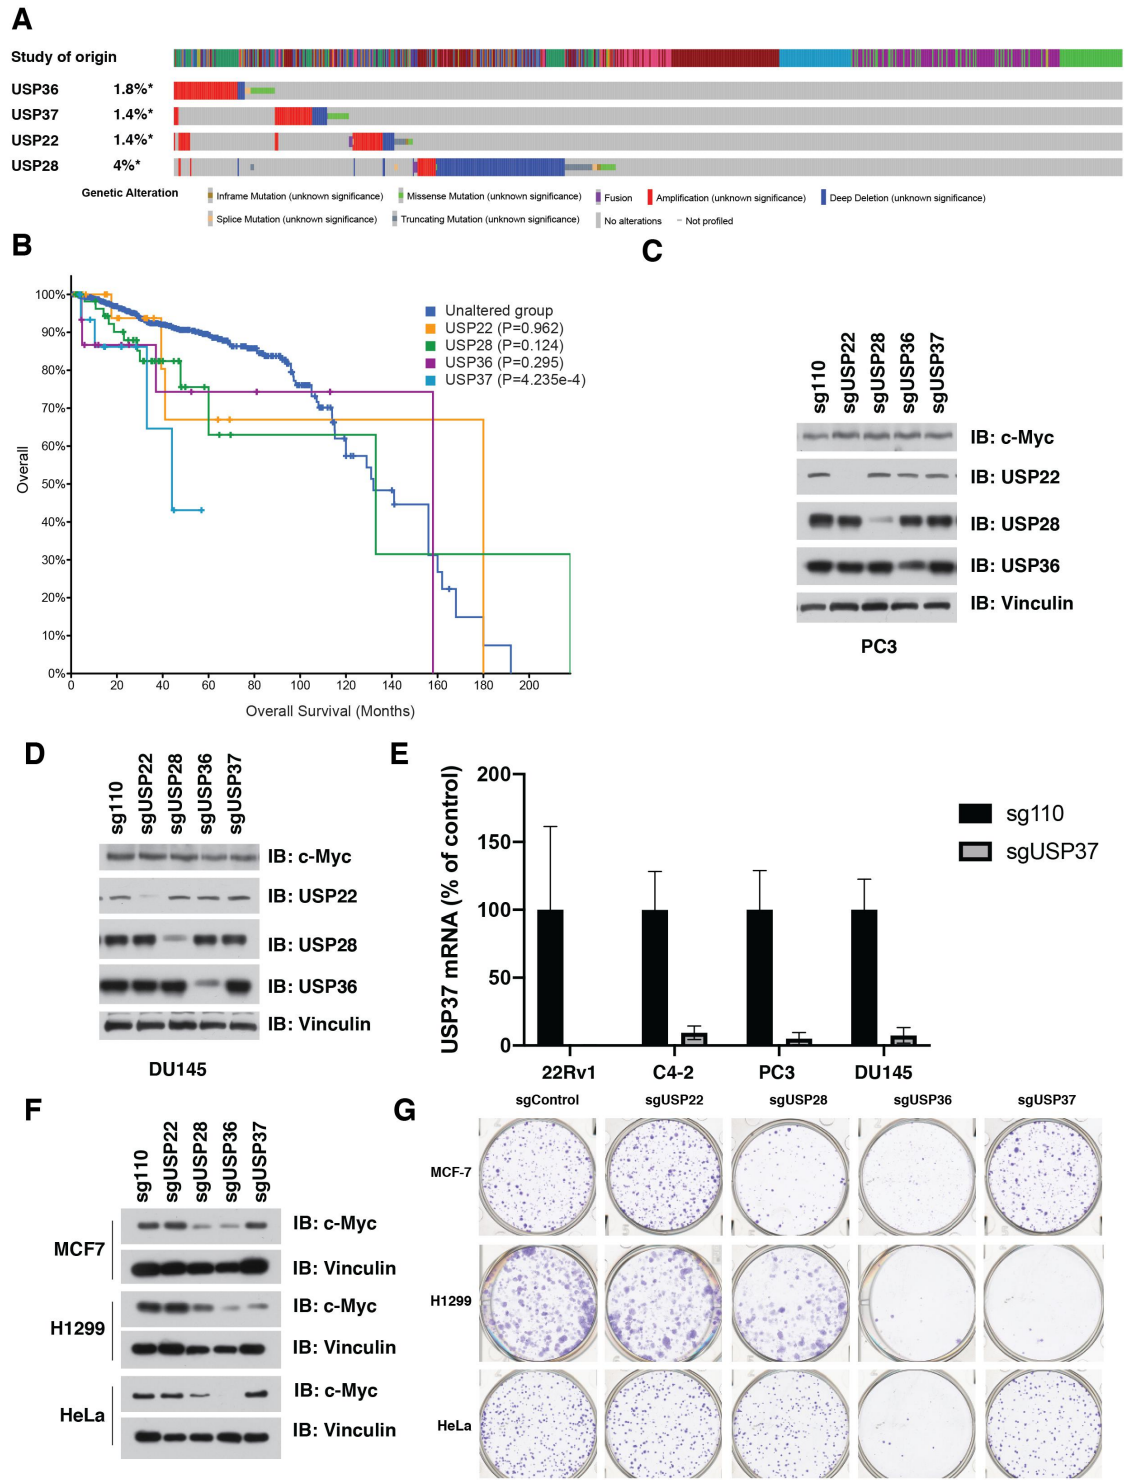 A
Study of origin
USP36 1.8%*
USP37 1.4%*
USP22 1.4%*
USP28 4%*
Genetic Alteration
Inframe Mutation (unknown significance) Missense Mutation (unknown significance) Fusion Amplification (unknown significance) Deep Deletion (unknown significance)
Splice Mutation (unknown significance) Truncating Mutation (unknown significance) No alterations Not profiled
B
100%
90%
80%
70%
60%
50%
40%
30%
20%
10%
0%
Overall
0 20 40 60 80 100 120 140 160 180 200
Overall Survival (Months)
Unaltered group
USP22 (P=0.962)
USP28 (P=0.124)
USP36 (P=0.295)
USP37 (P=4.235e-4)
C
sg110 sgUSP22 sgUSP28 sgUSP36 sgUSP37
IB: c-Myc
IB: USP22
IB: USP28
IB: USP36
IB: Vinculin
PC3
D
sg110 sgUSP22 sgUSP28 sgUSP36 sgUSP37
IB: c-Myc
IB: USP22
IB: USP28
IB: USP36
IB: Vinculin
DU145
E
USP37 mRNA (% of control)
200
150
100
50
0
22Rv1 C4-2 PC3 DU145
sg110
sgUSP37
F
sg110 sgUSP22 sgUSP28 sgUSP36 sgUSP37
MCF7
IB: c-Myc
IB: Vinculin
H1299
IB: c-Myc
IB: Vinculin
HeLa
IB: c-Myc
IB: Vinculin
G
sgControl sgUSP22 sgUSP28 sgUSP36 sgUSP37
MCF-7
H1299
HeLa